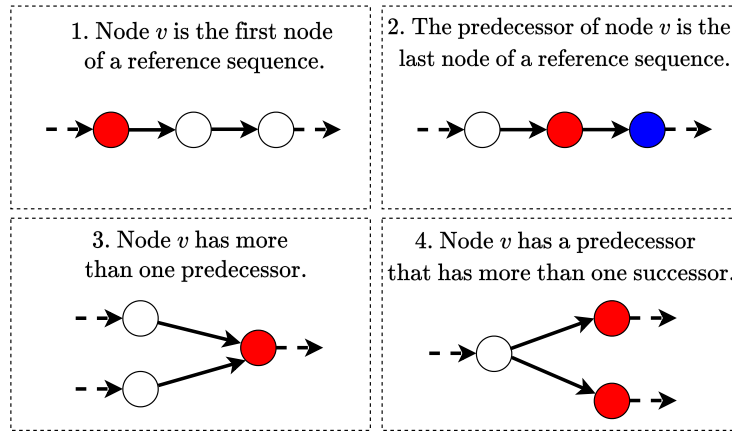 1. Node v is the first node
of a reference sequence.
2. The predecessor of node v is the
last node of a reference sequence.
3. Node v has more
than one predecessor.
4. Node v has a predecessor
that has more than one successor.